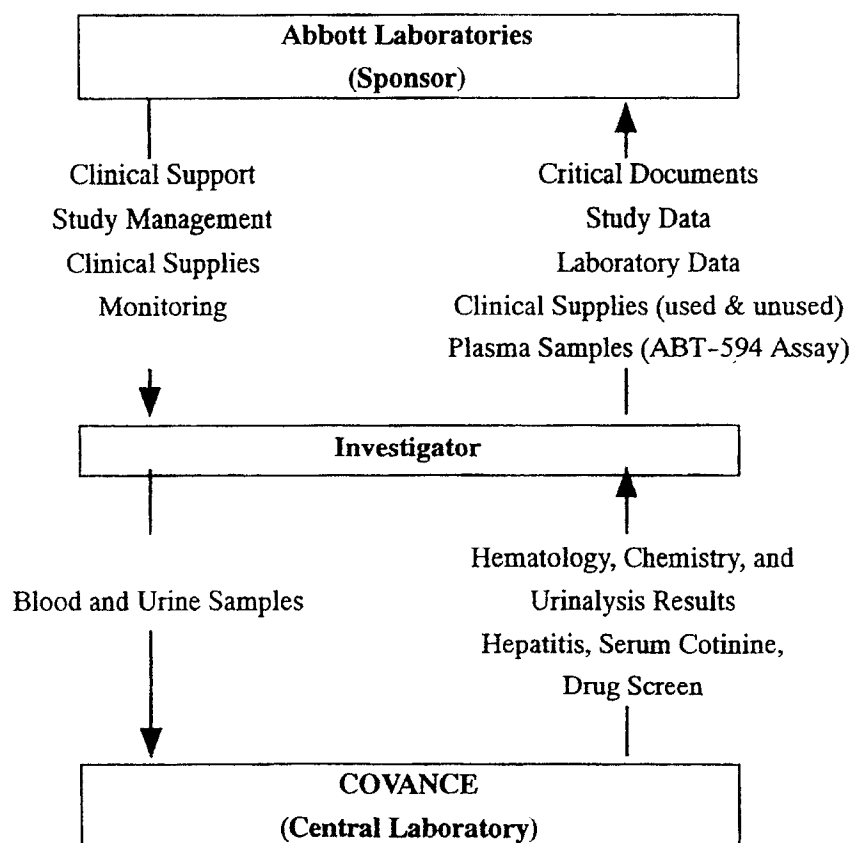 Abbott Laboratories
(Sponsor)
Clinical Support
Study Management
Clinical Supplies
Monitoring
Critical Documents
Study Data
Laboratory Data
Clinical Supplies (used & unused)
Plasma Samples (ABT-594 Assay)
Investigator
Blood and Urine Samples
Hematology, Chemistry, and
Urinalysis Results
Hepatitis, Serum Cotinine,
Drug Screen
COVANCE
(Central Laboratory)